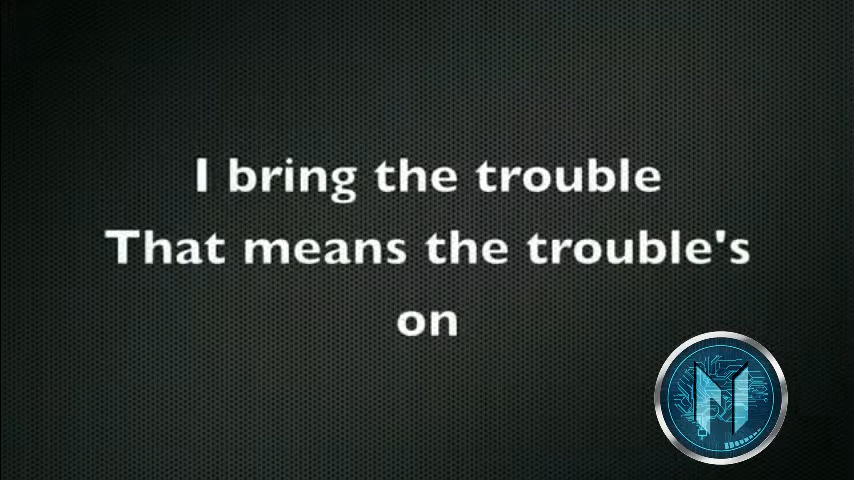 I bring the trouble
That means the trouble's
on
N